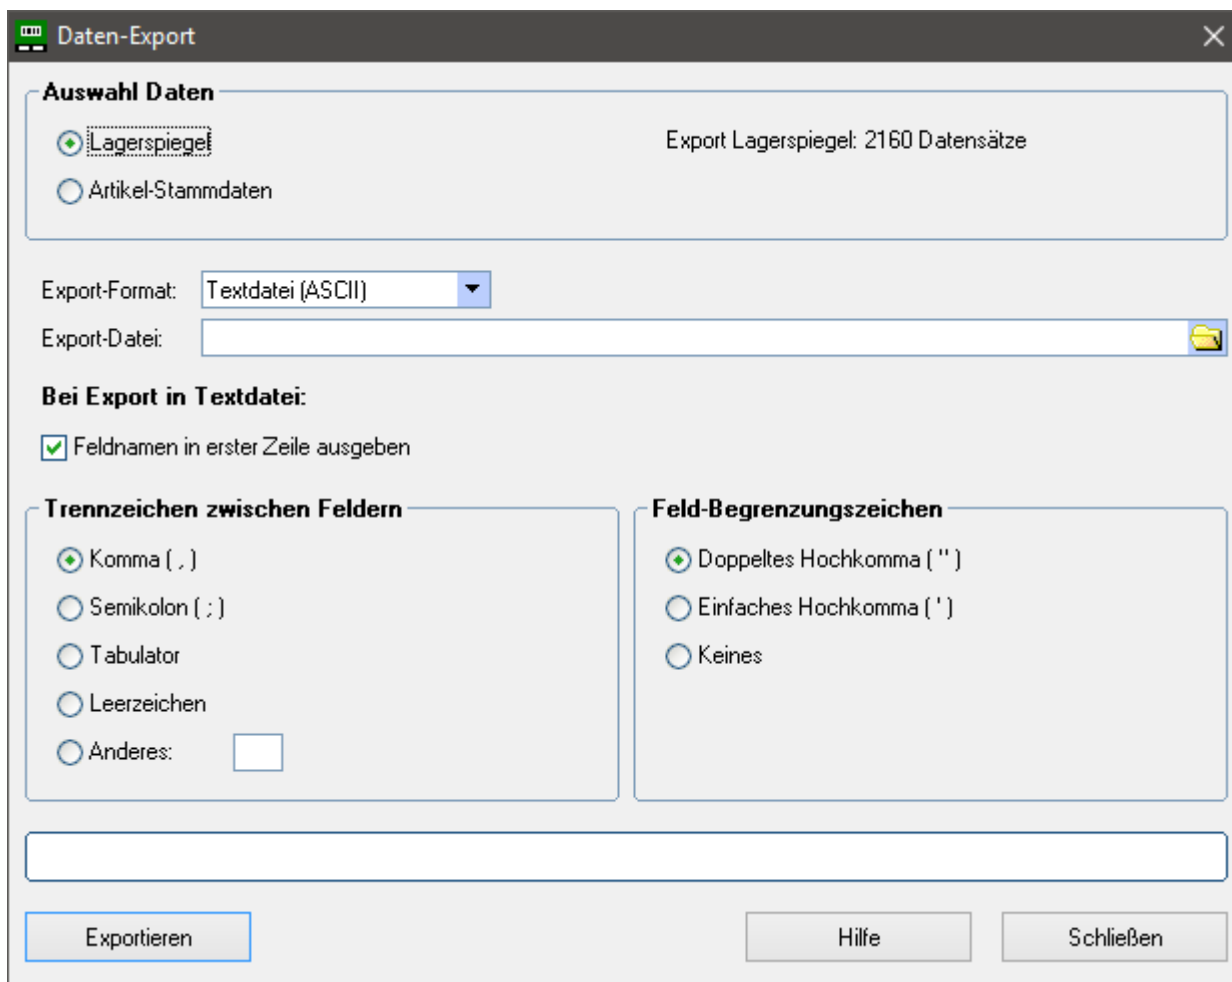 Daten-Export
Auswahl Daten
Lagerspiegel
Export Lagerspiegel: 2160 Datensätze
Artikel-Stammdaten
Export-Format: Textdatei (ASCII)
Export-Datei:
Bei Export in Textdatei:
Feldnamen in erster Zeile ausgeben
Trennzeichen zwischen Feldern
Komma ( , )
Semikolon ( ; )
Tabulator
Leerzeichen
Anderes:
Feld-Begrenzungszeichen
Doppeltes Hochkomma ( " )
Einfaches Hochkomma ( ' )
Keines
Exportieren
Hilfe
Schließen